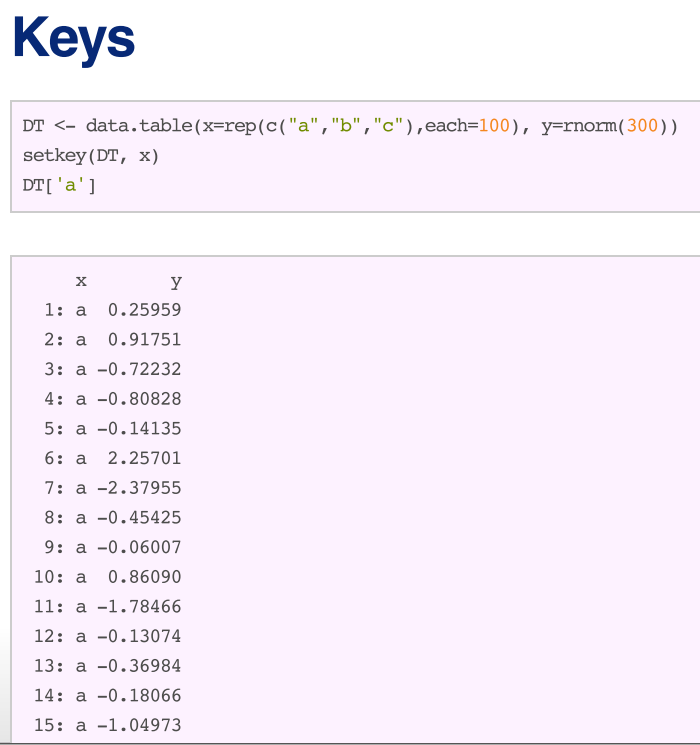 Keys
DT <- data.table(x=rep(c("a","b","c"),each=100), y=rnorm(300))
setkey(DT, x)
DT['a']
x y
1: a 0.25959
2: a 0.91751
3: a -0.72232
4: a -0.80828
5: a -0.14135
6: a 2.25701
7: a -2.37955
8: a -0.45425
9: a -0.06007
10: a 0.86090
11: a -1.78466
12: a -0.13074
13: a -0.36984
14: a -0.18066
15: a -1.04973